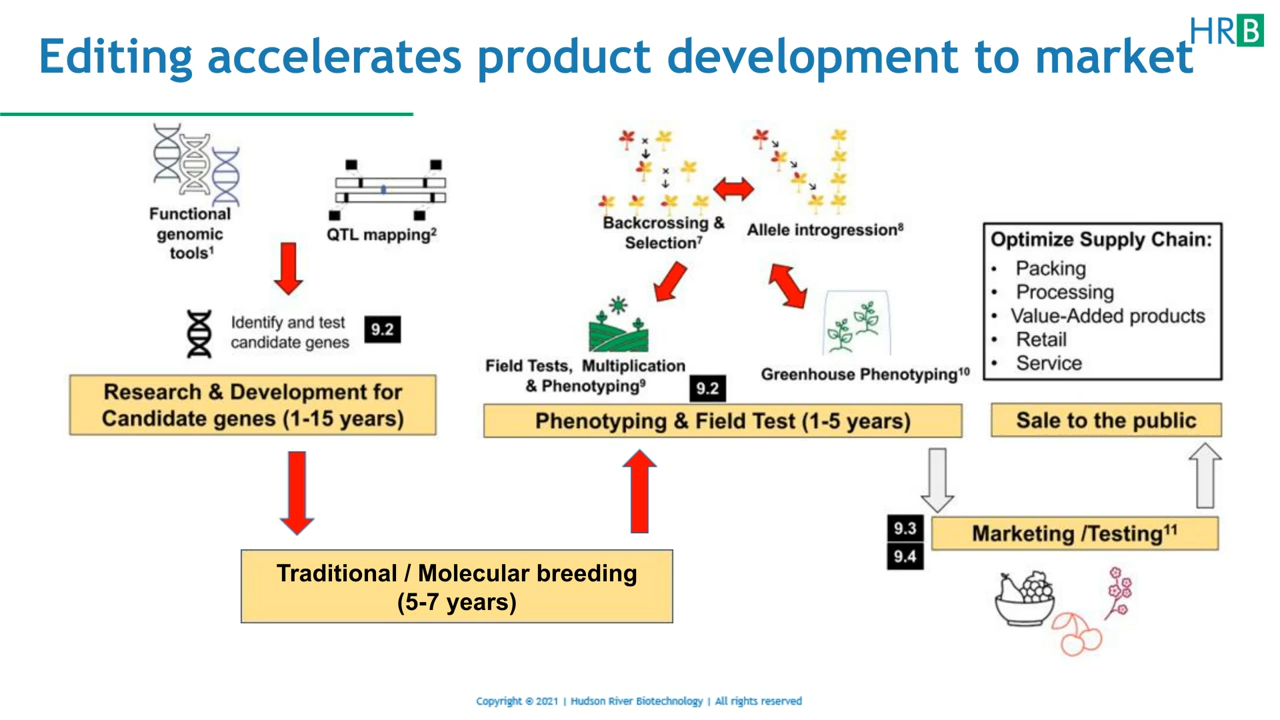 HRB
Editing accelerates product development to market
Functional
genomic
tools¹
QTL mapping²
Identify and test
candidate genes
9.2
Research & Development for
Candidate genes (1-15 years)
Traditional / Molecular breeding
(5-7 years)
x
x
Backcrossing &
Selection⁷
Allele introgression⁸
Field Tests, Multiplication
& Phenotyping⁹
9.2
Greenhouse Phenotyping¹⁰
Phenotyping & Field Test (1-5 years)
Optimize Supply Chain:
• Packing
• Processing
• Value-Added products
• Retail
• Service
Sale to the public
9.3
9.4
Marketing /Testing¹¹
Copyright © 2021 | Hudson River Biotechnology | All rights reserved